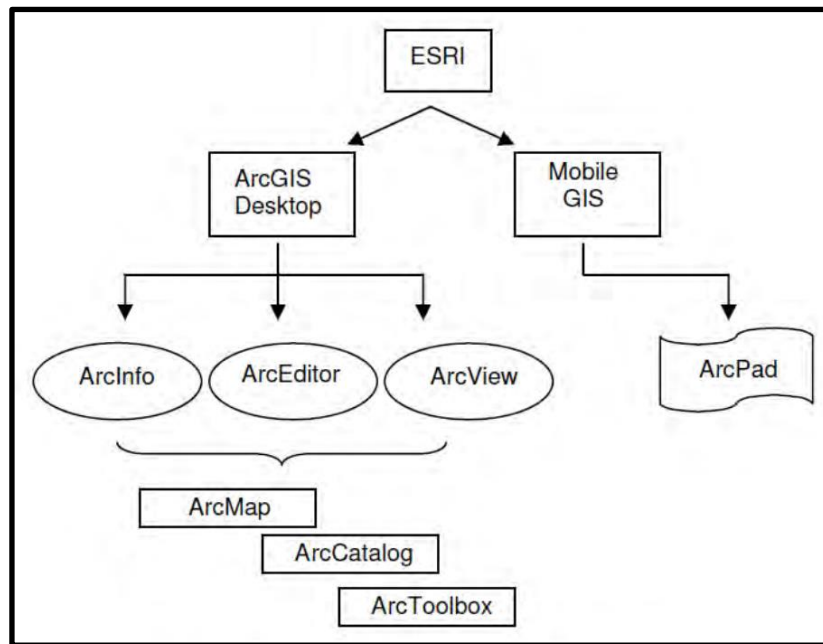 ESRI
ArcGIS
Desktop
Mobile
GIS
ArcInfo
ArcEditor
ArcView
ArcPad
ArcMap
ArcCatalog
ArcToolbox